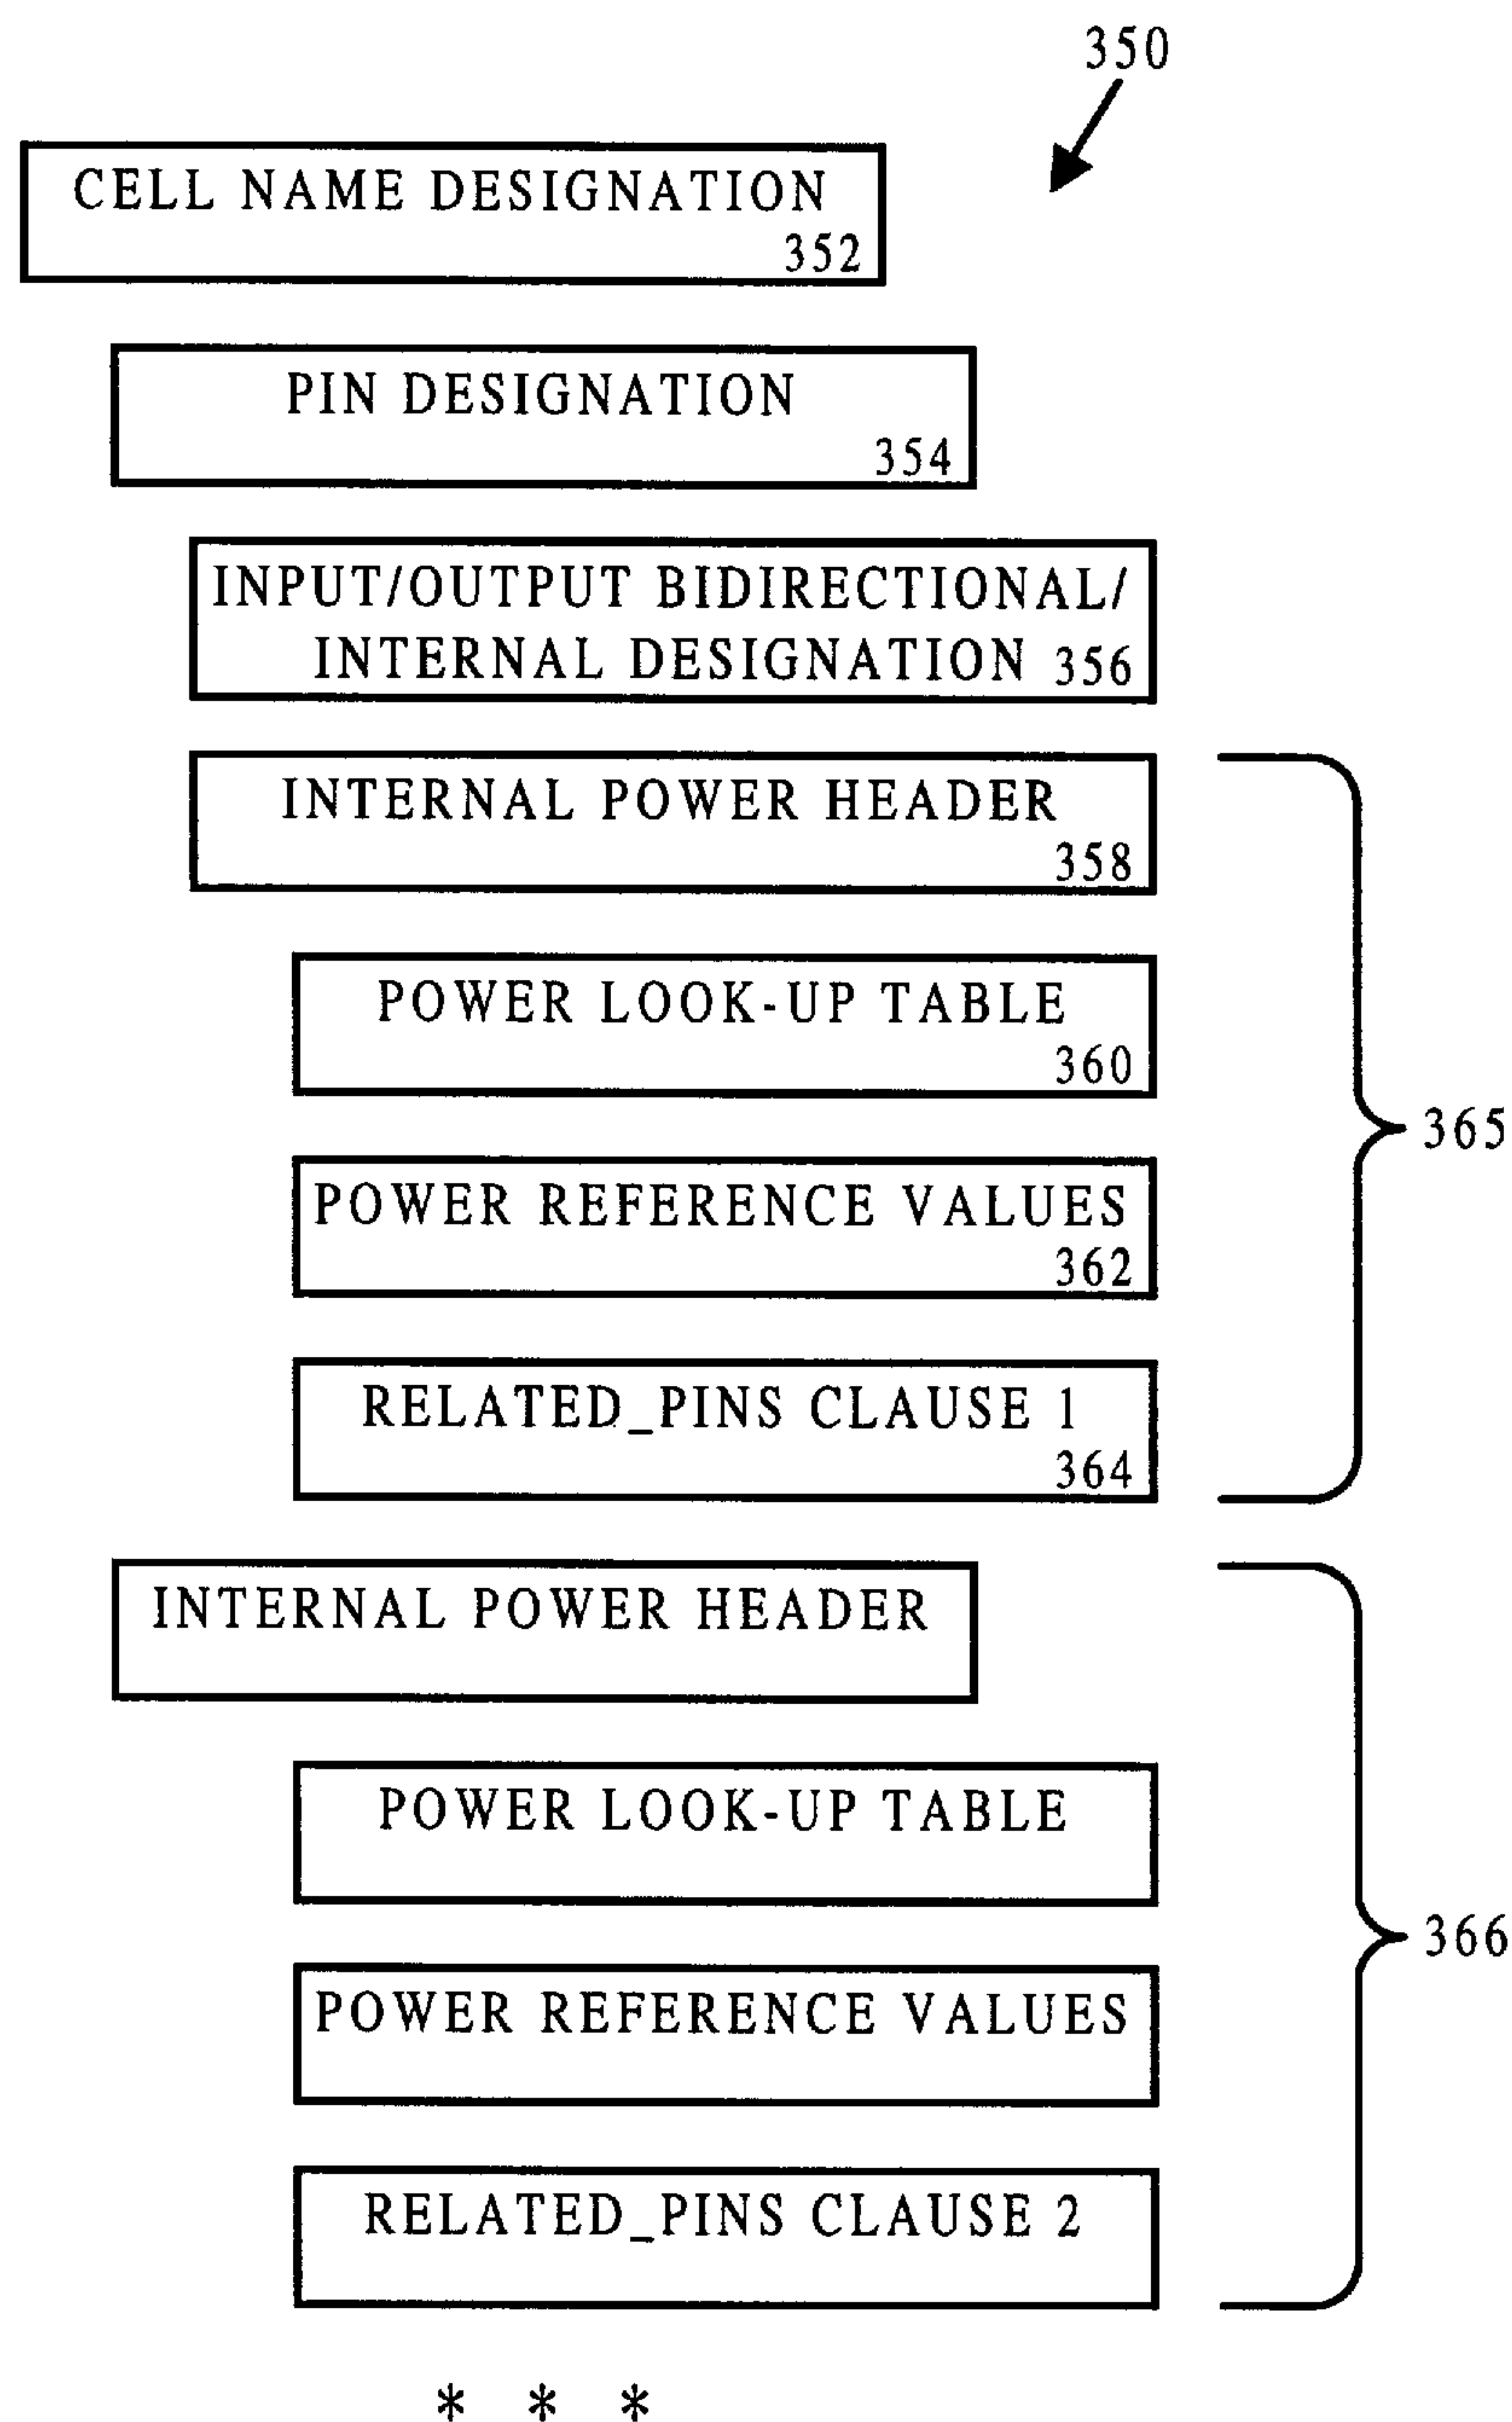 350
CELL NAME DESIGNATION
352
PIN DESIGNATION
354
INPUT/OUTPUT BIDIRECTIONAL/
INTERNAL DESIGNATION 356
INTERNAL POWER HEADER
358
POWER LOOK-UP TABLE
360
365
POWER REFERENCE VALUES
362
RELATED_PINS CLAUSE 1
364
INTERNAL POWER HEADER
POWER LOOK-UP TABLE
366
POWER REFERENCE VALUES
RELATED_PINS CLAUSE 2
* * *